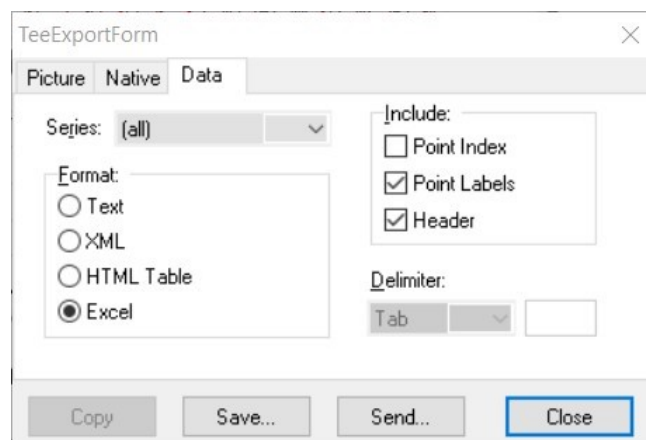 TeeExportForm
Picture Native Data
Series: (all)
Format:
Text
XML
HTML Table
Excel
Include:
Point Index
Point Labels
Header
Delimiter:
Tab
Copy Save... Send... Close